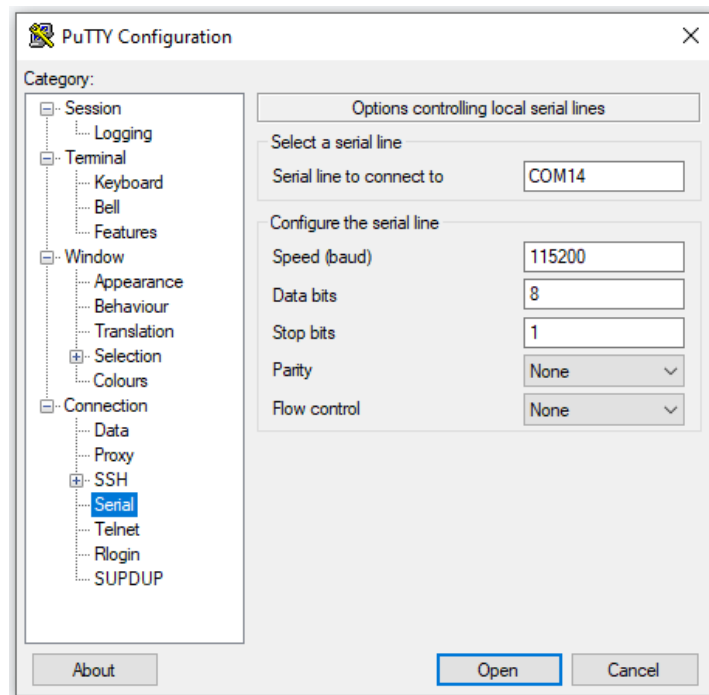 PuTTY Configuration
Category:
Session
Logging
Terminal
Keyboard
Bell
Features
Window
Appearance
Behaviour
Translation
Selection
Colours
Connection
Data
Proxy
SSH
Serial
Telnet
Rlogin
SUPDUP
Options controlling local serial lines
Select a serial line
Serial line to connect to COM14
Configure the serial line
Speed (baud) 115200
Data bits 8
Stop bits 1
Parity None
Flow control None
About Open Cancel